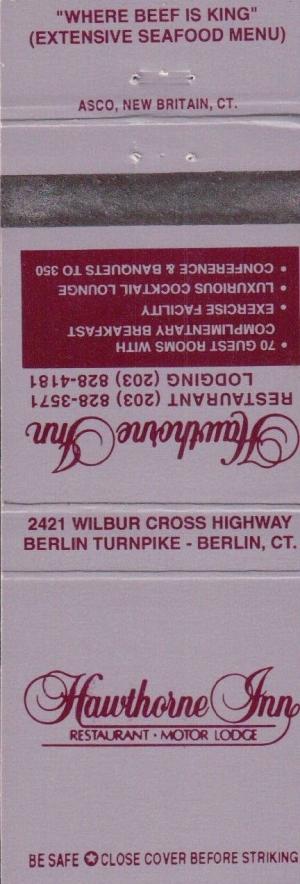 "WHERE BEEF IS KING"
(EXTENSIVE SEAFOOD MENU)
ASCO, NEW BRITAIN, CT.
Hawthorne Inn
RESTAURANT (203) 828-3571
LODGING (203) 828-4181
• 70 GUEST ROOMS WITH
COMPLIMENTARY BREAKFAST
• EXERCISE FACILITY
• LUXURIOUS COCKTAIL LOUNGE
• CONFERENCE & BANQUETS TO 350
2421 WILBUR CROSS HIGHWAY
BERLIN TURNPIKE - BERLIN, CT.
Hawthorne Inn
RESTAURANT • MOTOR LODGE
BE SAFE ✪ CLOSE COVER BEFORE STRIKING